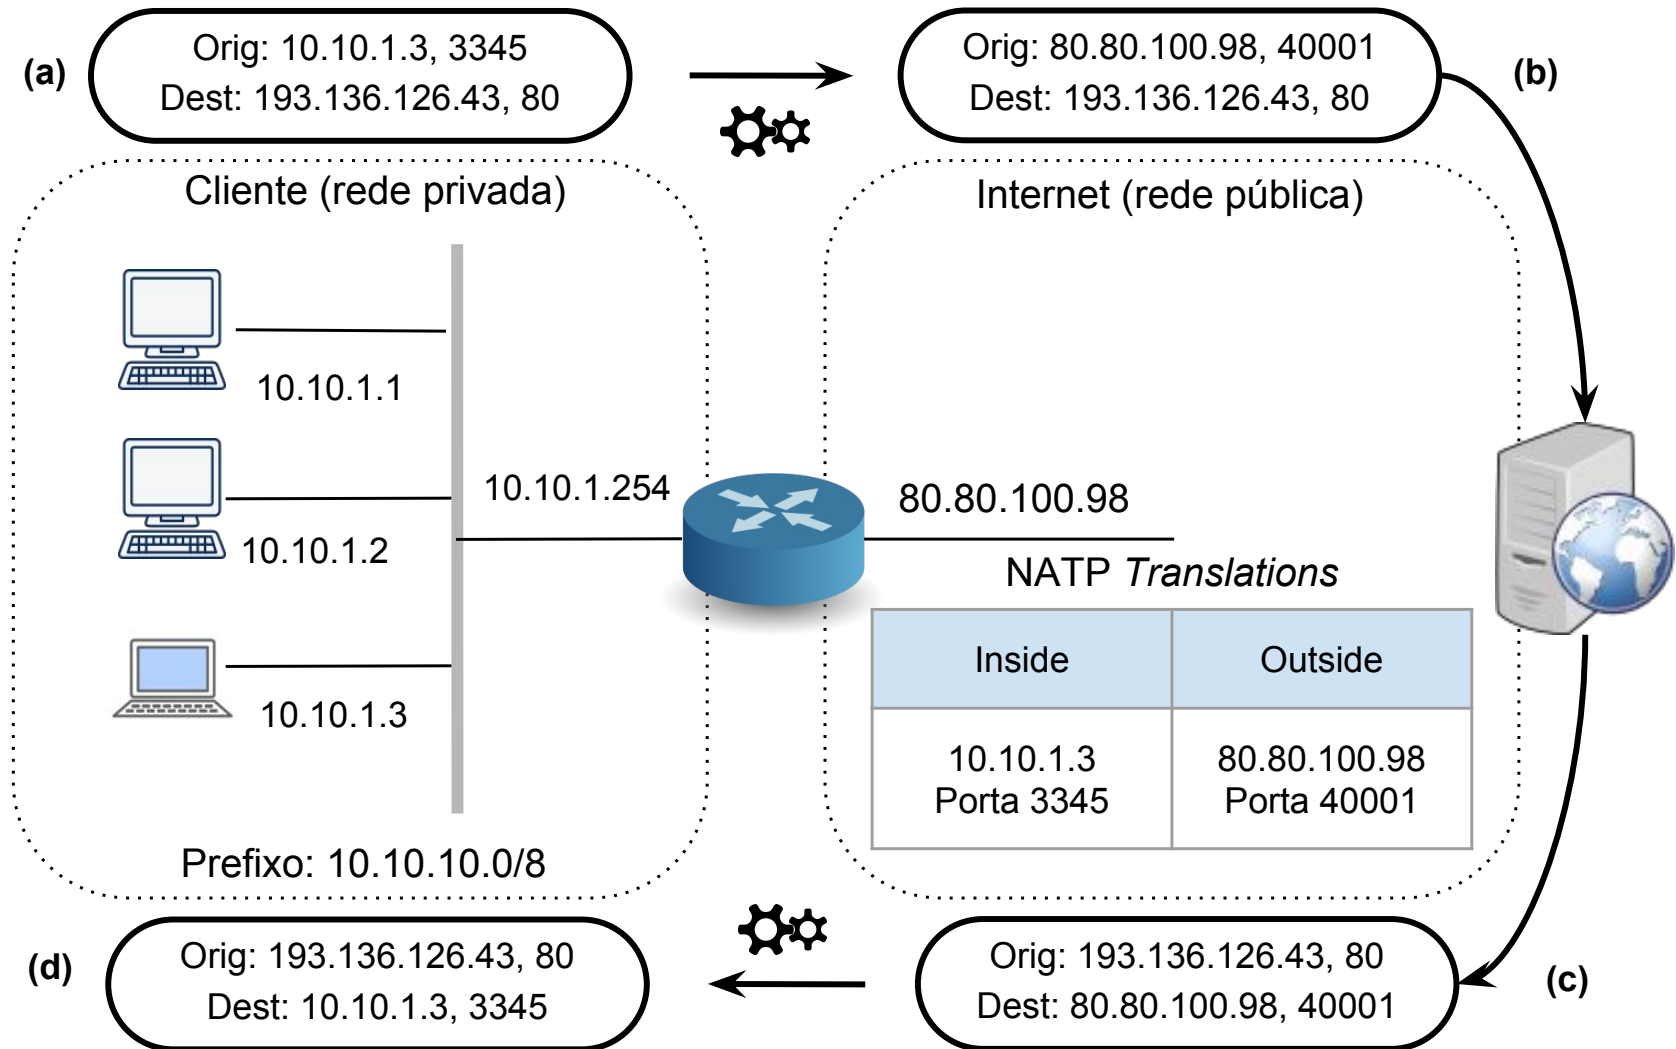 (a)
Orig: 10.10.1.3, 3345
Dest: 193.136.126.43, 80
Orig: 80.80.100.98, 40001
Dest: 193.136.126.43, 80
(b)
Cliente (rede privada)
Internet (rede pública)
10.10.1.1
10.10.1.2
10.10.1.3
10.10.1.254
80.80.100.98
NATP Translations
Inside
Outside
10.10.1.3
Porta 3345
80.80.100.98
Porta 40001
Prefixo: 10.10.10.0/8
(d)
Orig: 193.136.126.43, 80
Dest: 10.10.1.3, 3345
Orig: 193.136.126.43, 80
Dest: 80.80.100.98, 40001
(c)